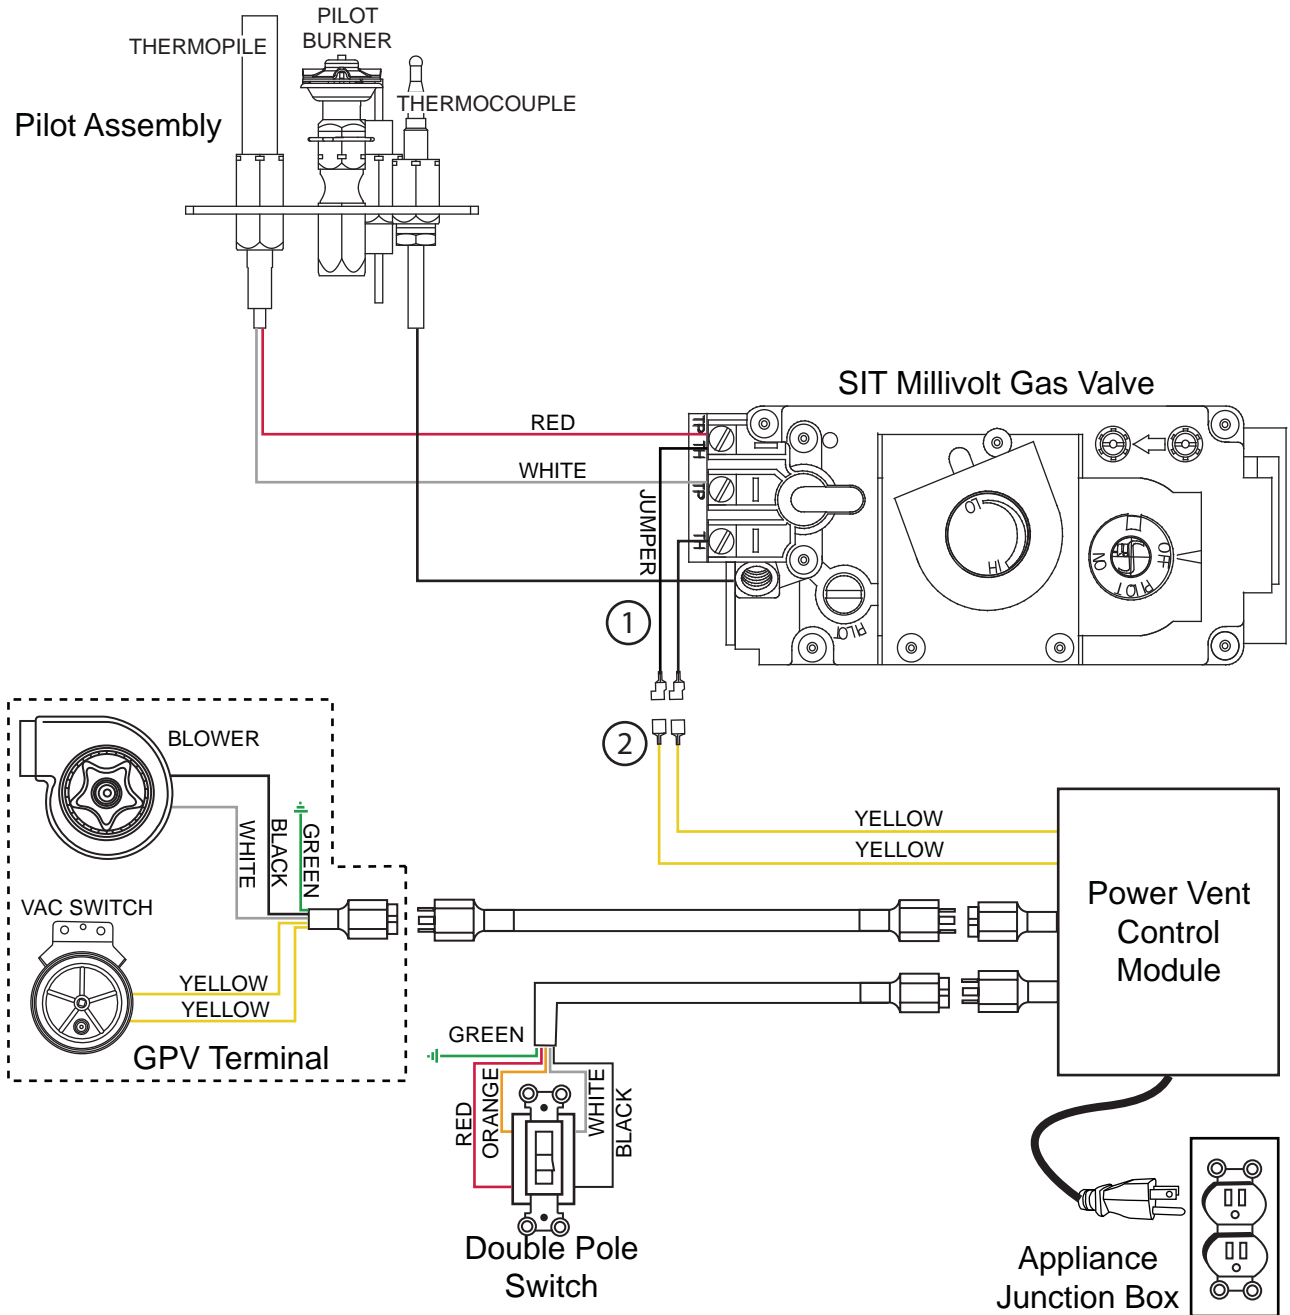 PILOT
BURNER
THERMOPILE
THERMOCOUPLE
Pilot Assembly
SIT Millivolt Gas Valve
RED
WHITE
JUMPER
TP
TH
TP
TH
LO
HI
OFF
PILOT
ON
PILOT
1
2
BLOWER
WHITE
BLACK
GREEN
VAC SWITCH
YELLOW
YELLOW
GPV Terminal
YELLOW
YELLOW
Power Vent
Control
Module
GREEN
RED
ORANGE
WHITE
BLACK
Double Pole
Switch
Appliance
Junction Box